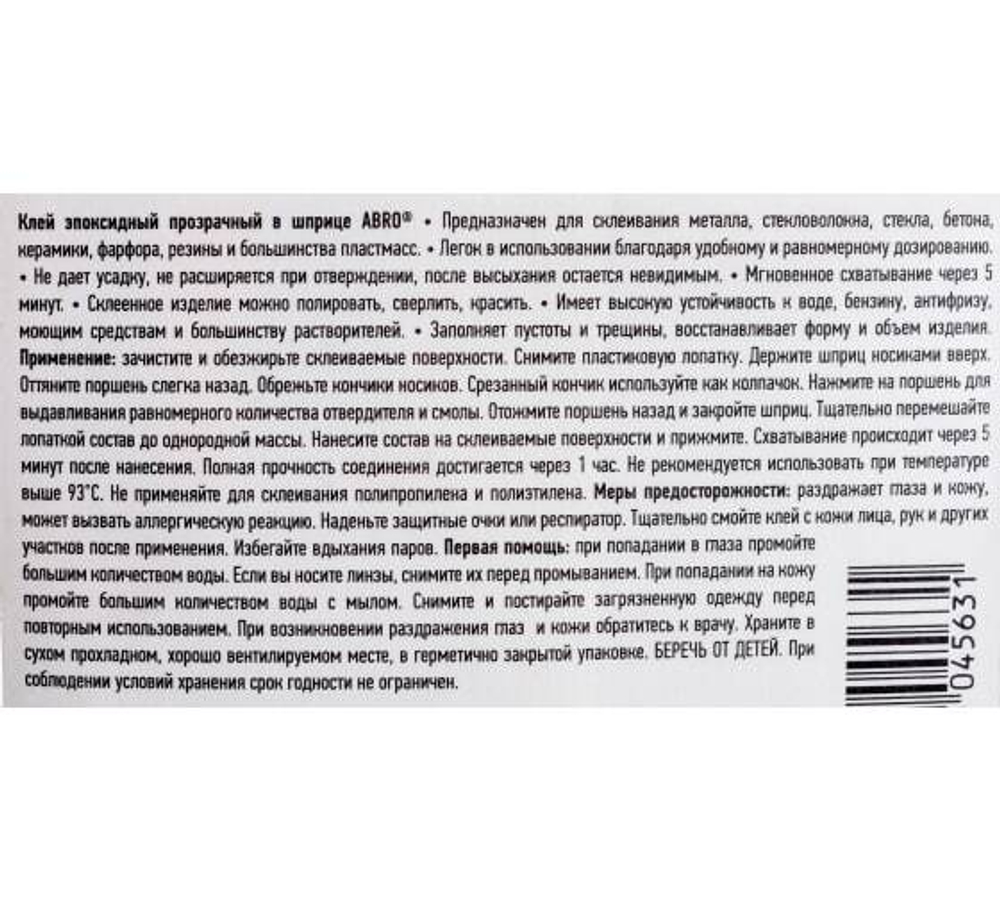 Клей эпоксидный прозрачный в шприце ABRO® • Предназначен для склеивания металла, стекловолокна, стекла, бетона,
керамики, фарфора, резины и большинства пластмасс. • Легок в использовании благодаря удобному и равномерному дозированию.
• Не дает усадку, не расширяется при отверждении, после высыхания остается невидимым. • Мгновенное схватывание через 5
минут. • Склеенное изделие можно полировать, сверлить, красить. • Имеет высокую устойчивость к воде, бензину, антифризу,
моющим средствам и большинству растворителей. • Заполняет пустоты и трещины, восстанавливает форму и объем изделия.
Применение: зачистите и обезжирьте склеиваемые поверхности. Снимите пластиковую лопатку. Держите шприц носиками вверх.
Оттяните поршень слегка назад. Обрежьте кончики носиков. Срезанный кончик используйте как колпачок. Нажмите на поршень для
выдавливания равномерного количества отвердителя и смолы. Отожмите поршень назад и закройте шприц. Тщательно перемешайте
лопаткой состав до однородной массы. Нанесите состав на склеиваемые поверхности и прижмите. Схватывание происходит через 5
минут после нанесения. Полная прочность соединения достигается через 1 час. Не рекомендуется использовать при температуре
выше 93°С. Не применяйте для склеивания полипропилена и полиэтилена. Меры предосторожности: раздражает глаза и кожу,
может вызвать аллергическую реакцию. Наденьте защитные очки или респиратор. Тщательно смойте клей с кожи лица, рук и других
участков после применения. Избегайте вдыхания паров. Первая помощь: при попадании в глаза промойте
большим количеством воды. Если вы носите линзы, снимите их перед промыванием. При попадании на кожу
промойте большим количеством воды с мылом. Снимите и постирайте загрязненную одежду перед
повторным использованием. При возникновении раздражения глаз и кожи обратитесь к врачу. Храните в
сухом прохладном, хорошо вентилируемом месте, в герметично закрытой упаковке. БЕРЕЧЬ ОТ ДЕТЕЙ. При
соблюдении условий хранения срок годности не ограничен.
045631